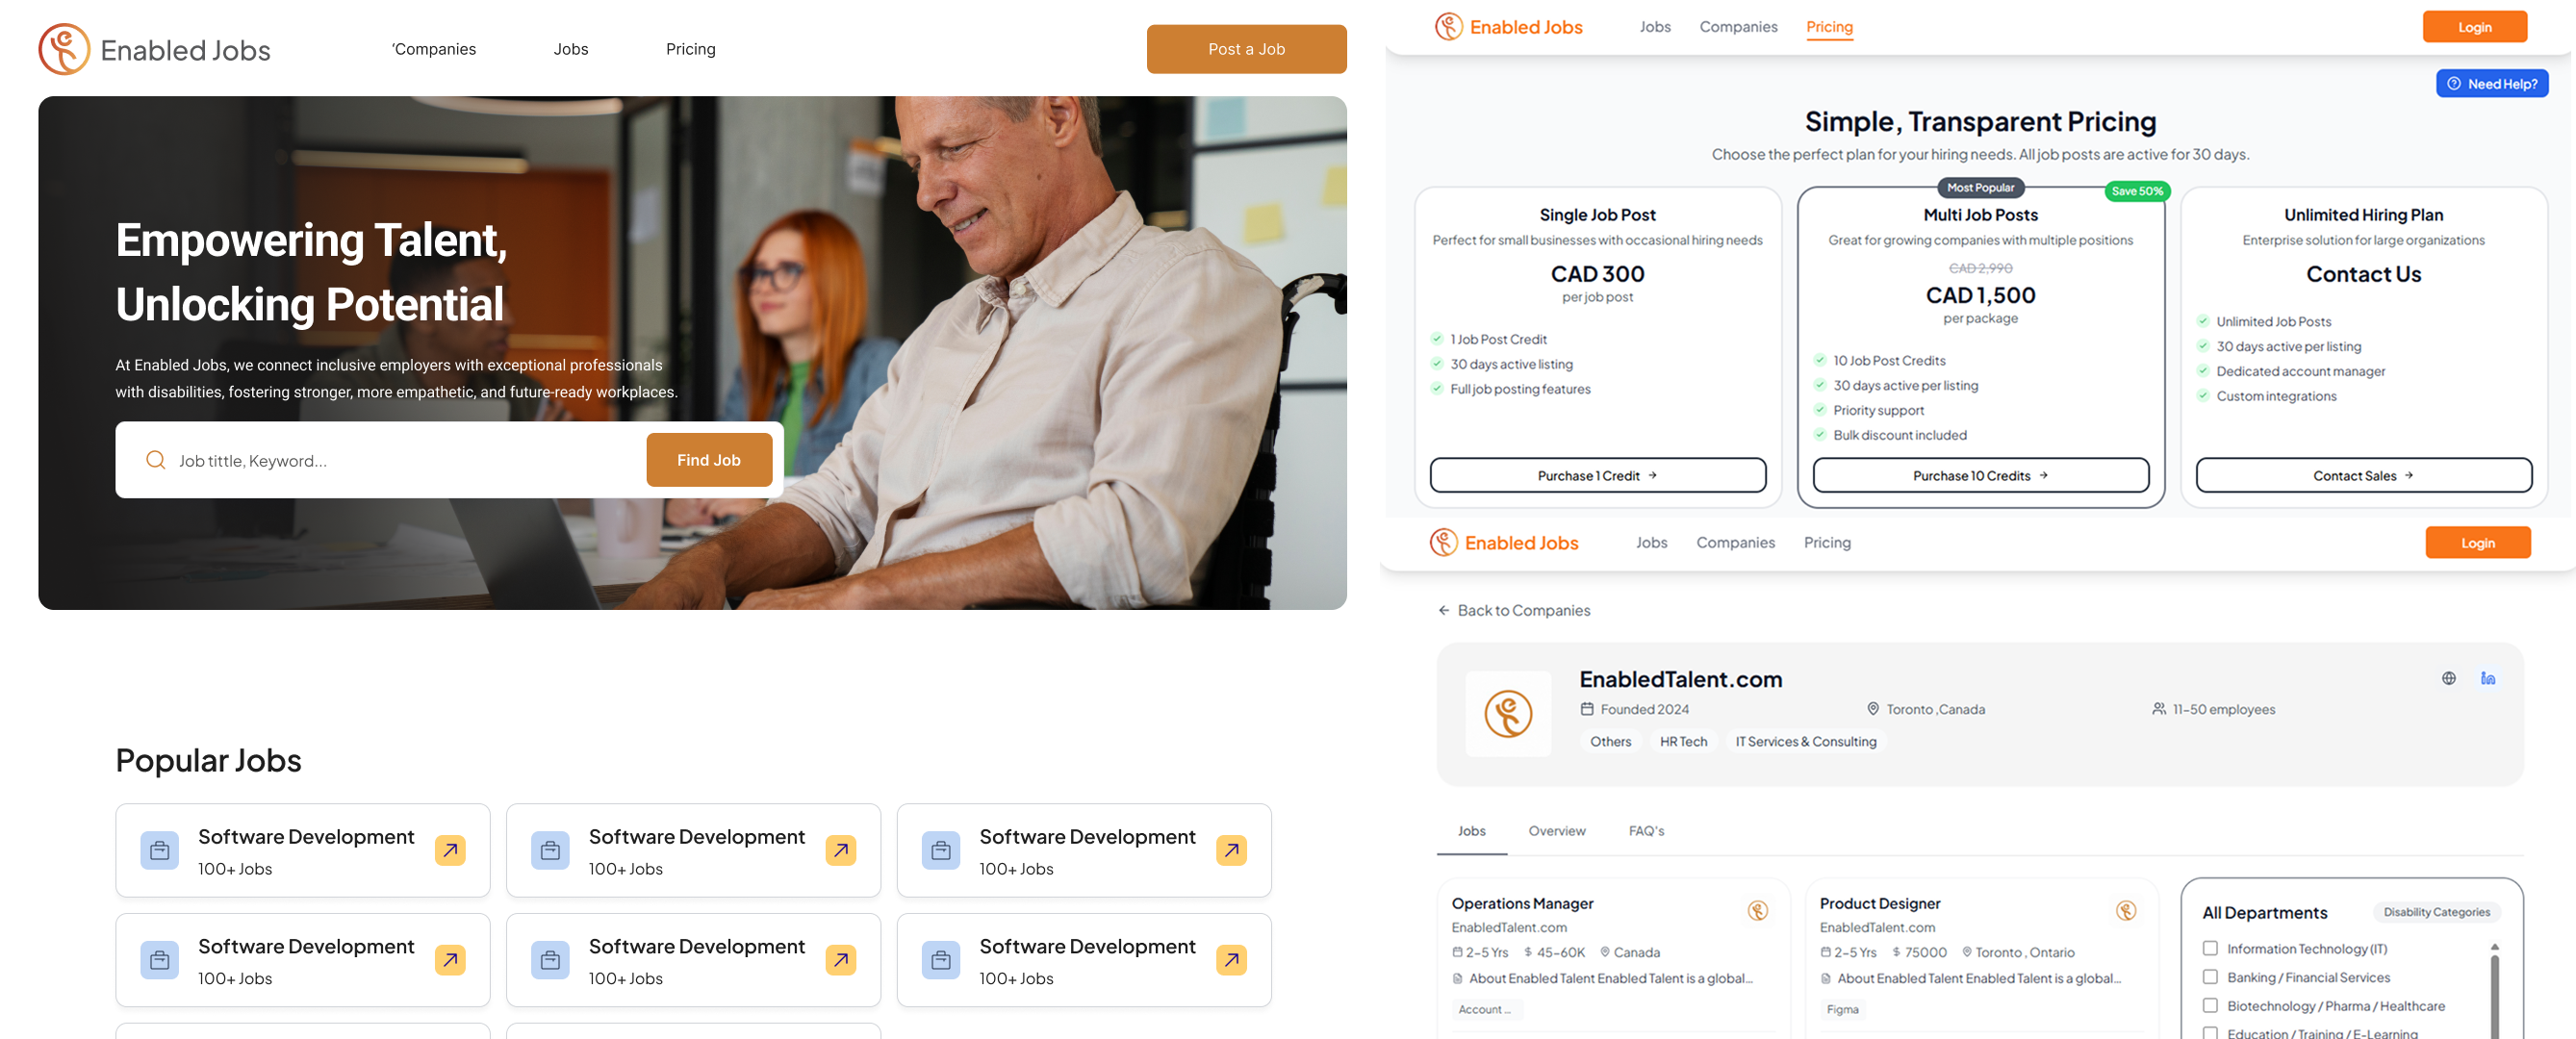 Enabled Jobs
‘Companies
Jobs
Pricing
Post a Job
Empowering Talent,
Unlocking Potential
At Enabled Jobs, we connect inclusive employers with exceptional professionals
with disabilities, fostering stronger, more empathetic, and future-ready workplaces.
Job tittle, Keyword...
Find Job
Popular Jobs
Software Development
100+ Jobs
Software Development
100+ Jobs
Software Development
100+ Jobs
Software Development
100+ Jobs
Software Development
100+ Jobs
Software Development
100+ Jobs
Enabled Jobs
Jobs
Companies
Pricing
Login
Need Help?
Simple, Transparent Pricing
Choose the perfect plan for your hiring needs. All job posts are active for 30 days.
Single Job Post
Perfect for small businesses with occasional hiring needs
CAD 300
per job post
1 Job Post Credit
30 days active listing
Full job posting features
Purchase 1 Credit
Most Popular
Save 50%
Multi Job Posts
Great for growing companies with multiple positions
CAD 2,990
CAD 1,500
per package
10 Job Post Credits
30 days active per listing
Priority support
Bulk discount included
Purchase 10 Credits
Unlimited Hiring Plan
Enterprise solution for large organizations
Contact Us
Unlimited Job Posts
30 days active per listing
Dedicated account manager
Custom integrations
Contact Sales
Enabled Jobs
Jobs
Companies
Pricing
Login
Back to Companies
EnabledTalent.com
Founded 2024
Toronto ,Canada
11-50 employees
Others
HR Tech
IT Services & Consulting
Jobs
Overview
FAQ's
Operations Manager
EnabledTalent.com
2-5 Yrs
$ 45-60K
Canada
About Enabled Talent Enabled Talent is a global...
Account ...
Product Designer
EnabledTalent.com
2-5 Yrs
$ 75000
Toronto , Ontario
About Enabled Talent Enabled Talent is a global...
Figma
All Departments
Disability Categories
Information Technology (IT)
Banking / Financial Services
Biotechnology / Pharma / Healthcare
Education / Training / E-Learning